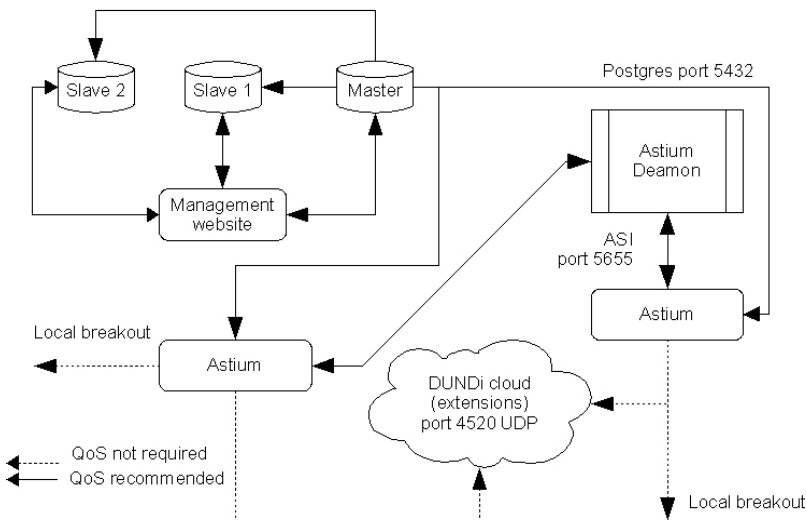 Slave 2
Slave 1
Master
Postgres port 5432
Astium
Deamon
Management
website
ASI
port 5655
Astium
Local breakout
Astium
DUNDi cloud
(extensions)
port 4520 UDP
QoS not required
QoS recommended
Local breakout